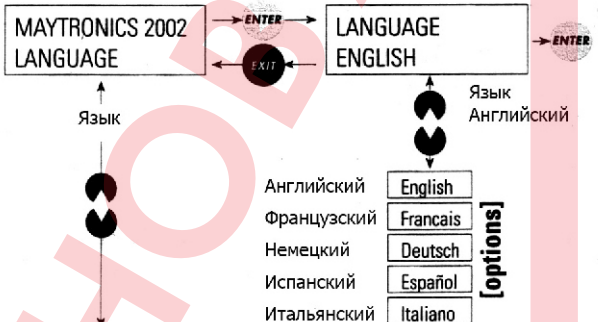 MAYTRONICS 2002
LANGUAGE
ENTER
EXIT
LANGUAGE
ENGLISH
ENTER
Язык
Язык
Английский
Английский English
Французский Francais
Немецкий Deutsch
Испанский Español
Итальянский Italiano
[options]